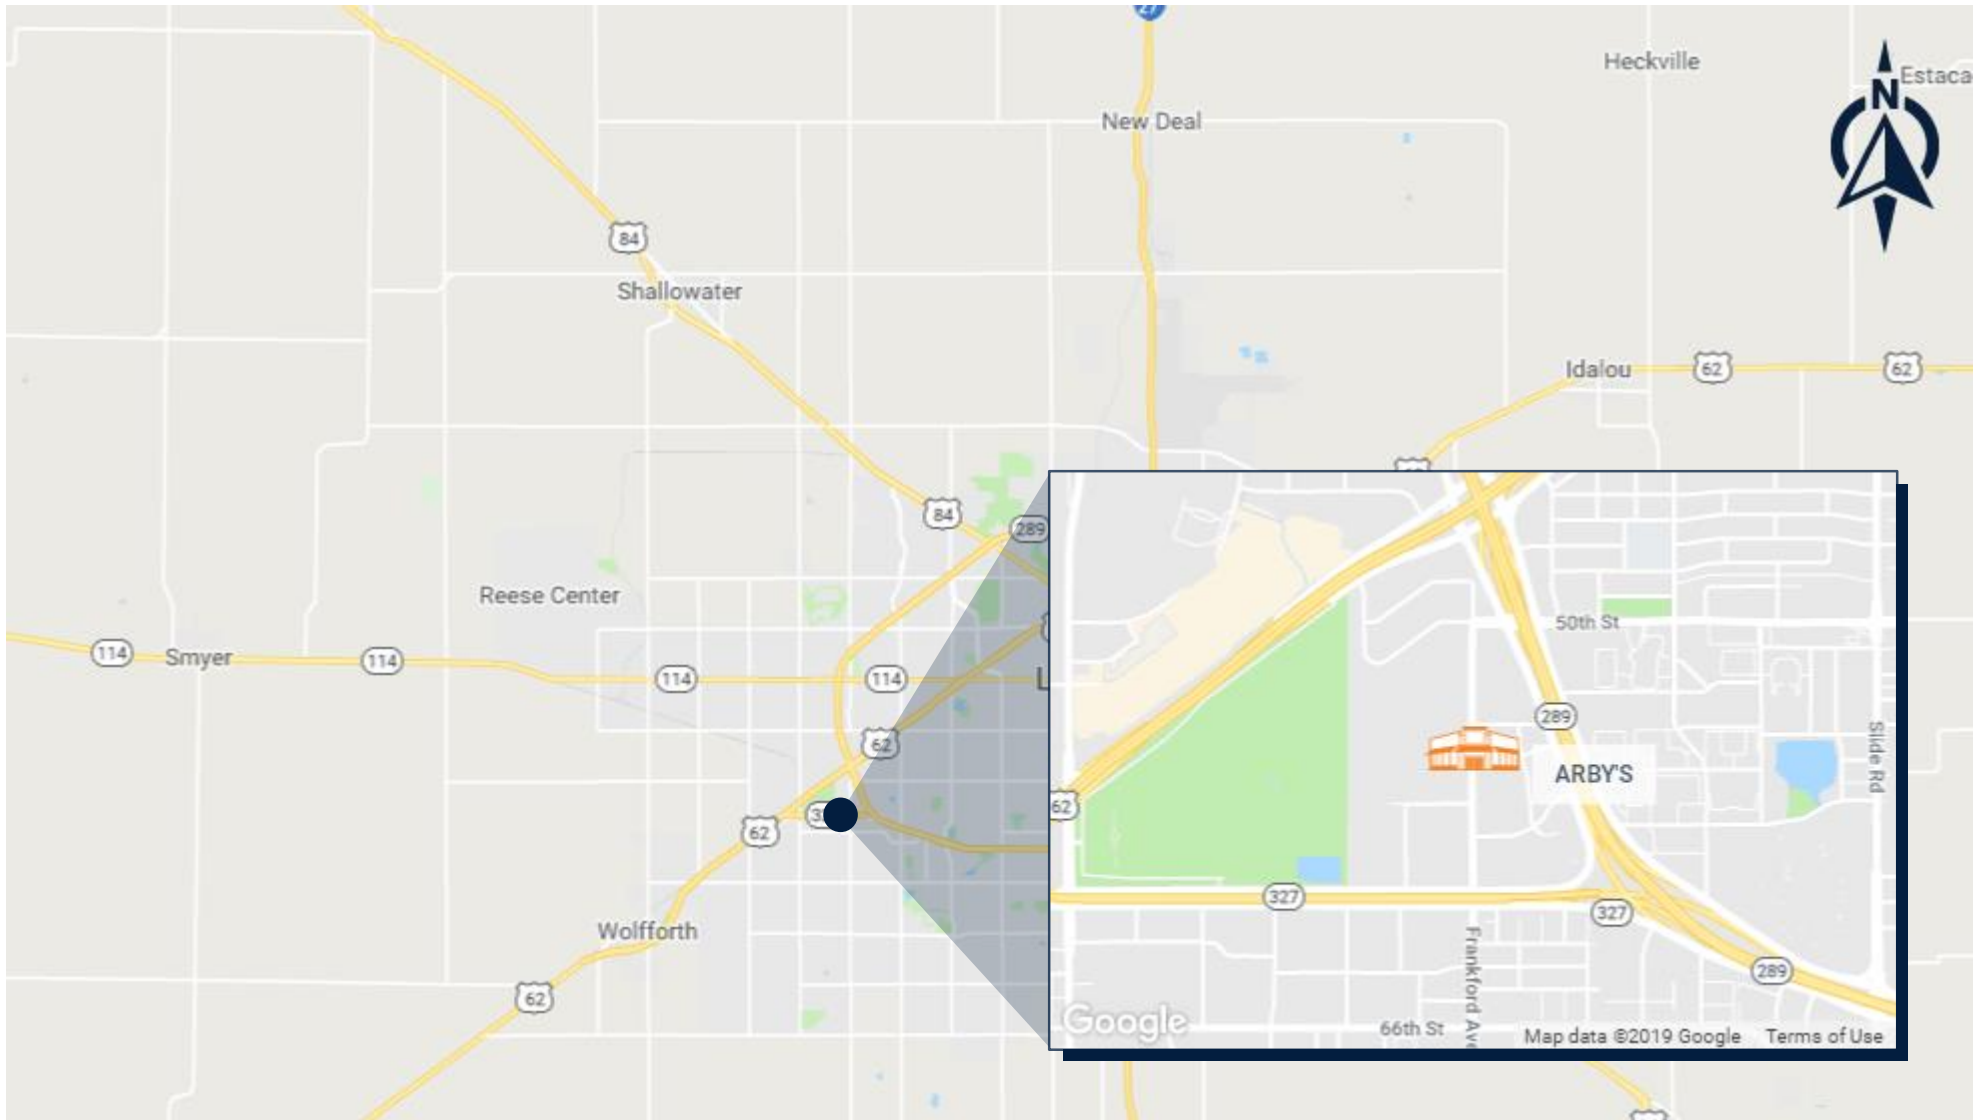 27
Heckville
Estaca
N
New Deal
84
Shallowater
Idalou
62
62
84
289
Reese Center
50th St
114
Smyer
114
114
114
L
289
62
Slide Rd
ARBY'S
62
62
327
327
Wolfforth
Frankford Ave
289
62
Google
66th St
Map data ©2019 Google
Terms of Use